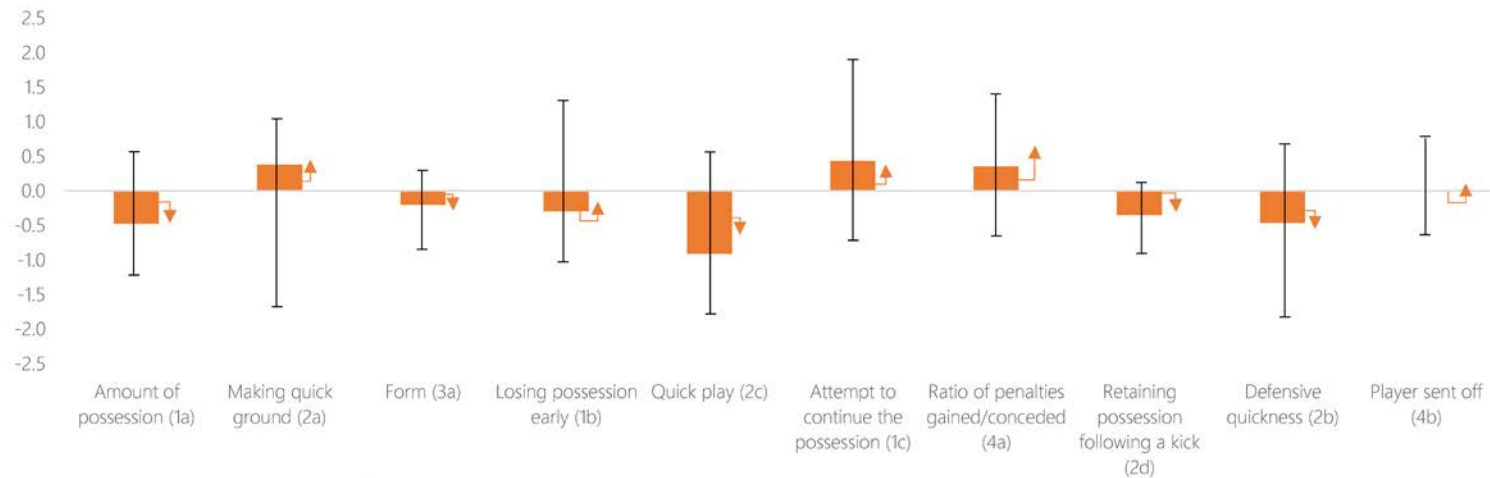 2.5
2.0
1.5
1.0
0.5
0.0
-0.5
-1.0
-1.5
-2.0
-2.5
Amount of
possession (1a)
Making quick
ground (2a)
Form (3a)
Losing possession
early (1b)
Quick play (2c)
Attempt to
continue the
possession (1c)
Ratio of penalties
gained/conceded
(4a)
Retaining
possession
following a kick
(2d)
Defensive
quickness (2b)
Player sent off
(4b)